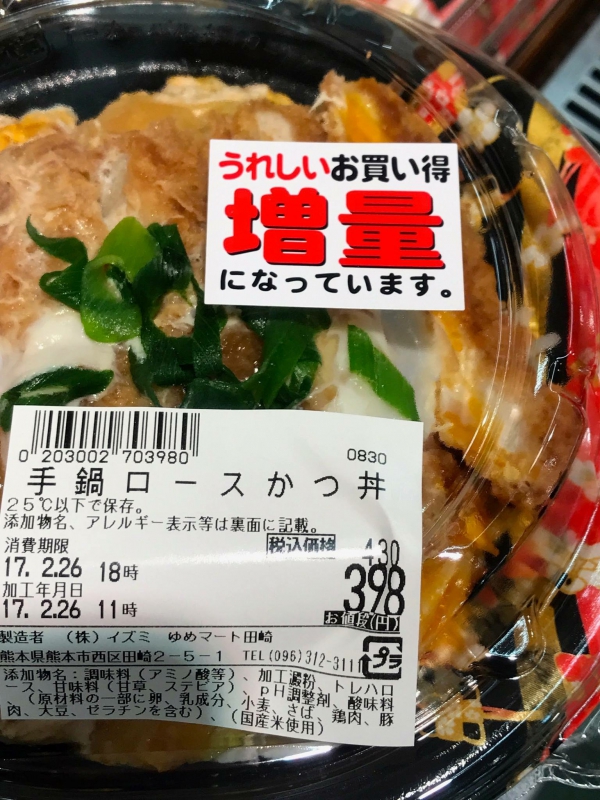 うれしいお買い得
増量
になっています。
0 203002 703980
0830
手鍋ロースかつ丼
25℃以下で保存。
添加物名、アレルギー表示等は裏面に記載。
消費期限
税込価格 430
17. 2.26 18時
398
加工年月日
お値段(円)
17. 2.26 11時
製造者 (株)イズミ ゆめマート田崎
熊本県熊本市西区田崎2-5-1 TEL(096)312-311
プラ
添加物名:調味料(アミノ酸等)、加工澱粉、トレハロ
ース、甘味料(甘草、ステビア)、pH調整剤、酸味料
(原材料の一部に卵、乳成分、小麦、さば、鶏肉、豚
肉、大豆、ゼラチンを含む) (国産米使用)